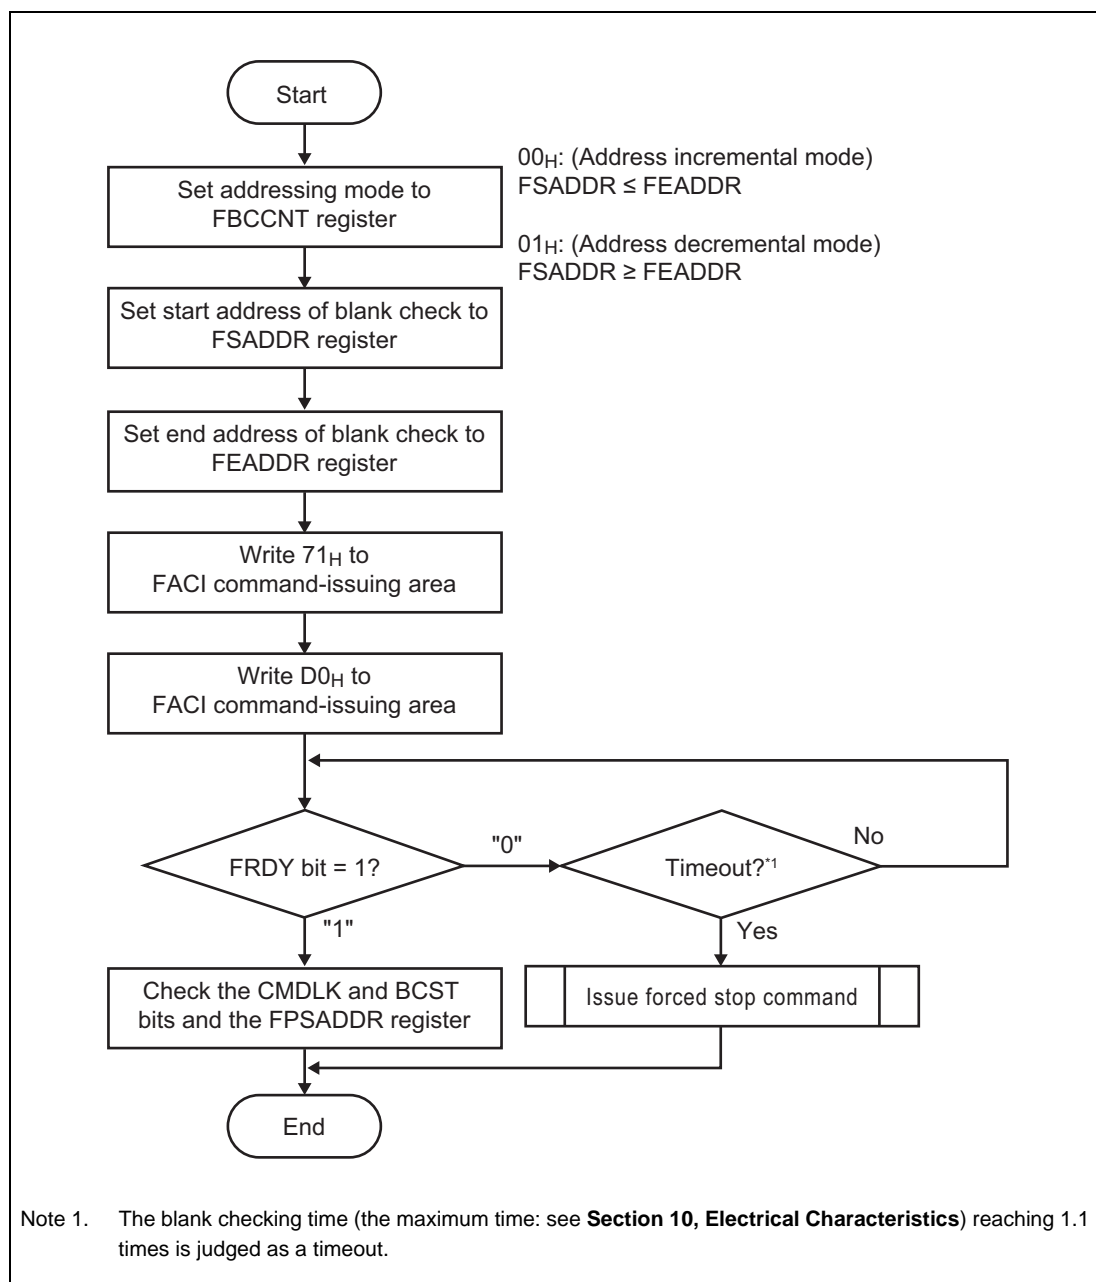 Start
Set addressing mode to
FBCCNT register
00H: (Address incremental mode)
FSADDR ≤ FEADDR
01H: (Address decremental mode)
FSADDR ≥ FEADDR
Set start address of blank check to
FSADDR register
Set end address of blank check to
FEADDR register
Write 71H to
FACI command-issuing area
Write D0H to
FACI command-issuing area
FRDY bit = 1?
"0"
Timeout?*1
No
"1"
Yes
Check the CMDLK and BCST
bits and the FPSADDR register
Issue forced stop command
End
Note 1. The blank checking time (the maximum time: see Section 10, Electrical Characteristics) reaching 1.1
times is judged as a timeout.